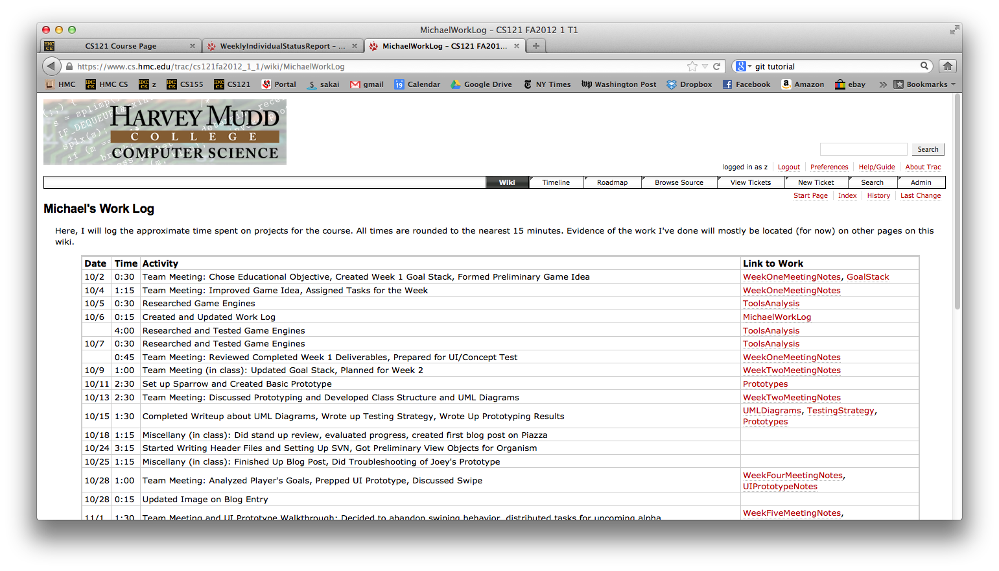 MichaelWorkLog – CS121 FA2012 1 T1
CS121 Course Page
WeeklyIndividualStatusReport – ...
MichaelWorkLog – CS121 FA201...
https://www.cs.hmc.edu/trac/cs121fa2012_1_1/wiki/MichaelWorkLog
git tutorial
HMC HMC CS z CS155 CS121 Portal sakai gmail Calendar Google Drive NY Times Washington Post Dropbox Facebook Amazon ebay » Bookmarks
HARVEY MUDD
COLLEGE
COMPUTER SCIENCE
Search
logged in as z Logout Preferences Help/Guide About Trac
Wiki Timeline Roadmap Browse Source View Tickets New Ticket Search Admin
Start Page Index History Last Change
Michael's Work Log
Here, I will log the approximate time spent on projects for the course. All times are rounded to the nearest 15 minutes. Evidence of the work I've done will mostly be located (for now) on other pages on this
wiki.
Date Time Activity Link to Work
10/2 0:30 Team Meeting: Chose Educational Objective, Created Week 1 Goal Stack, Formed Preliminary Game Idea WeekOneMeetingNotes, GoalStack
10/4 1:15 Team Meeting: Improved Game Idea, Assigned Tasks for the Week WeekOneMeetingNotes
10/5 0:30 Researched Game Engines ToolsAnalysis
10/6 0:15 Created and Updated Work Log MichaelWorkLog
4:00 Researched and Tested Game Engines ToolsAnalysis
10/7 0:30 Researched and Tested Game Engines ToolsAnalysis
0:45 Team Meeting: Reviewed Completed Week 1 Deliverables, Prepared for UI/Concept Test WeekOneMeetingNotes
10/9 1:00 Team Meeting (in class): Updated Goal Stack, Planned for Week 2 WeekTwoMeetingNotes
10/11 2:30 Set up Sparrow and Created Basic Prototype Prototypes
10/13 2:30 Team Meeting: Discussed Prototyping and Developed Class Structure and UML Diagrams WeekTwoMeetingNotes
10/15 1:30 Completed Writeup about UML Diagrams, Wrote up Testing Strategy, Wrote Up Prototyping Results UMLDiagrams, TestingStrategy,
Prototypes
10/18 1:15 Miscellany (in class): Did stand up review, evaluated progress, created first blog post on Piazza
10/24 3:15 Started Writing Header Files and Setting Up SVN, Got Preliminary View Objects for Organism
10/25 1:15 Miscellany (in class): Finished Up Blog Post, Did Troubleshooting of Joey's Prototype
10/28 1:00 Team Meeting: Analyzed Player's Goals, Prepped UI Prototype, Discussed Swipe WeekFourMeetingNotes,
UIPrototypeNotes
10/28 0:15 Updated Image on Blog Entry
11/1 1:30 Team Meeting and UI Prototype Walkthrough: Decided to abandon swiping behavior, distributed tasks for upcoming alpha WeekFiveMeetingNotes,